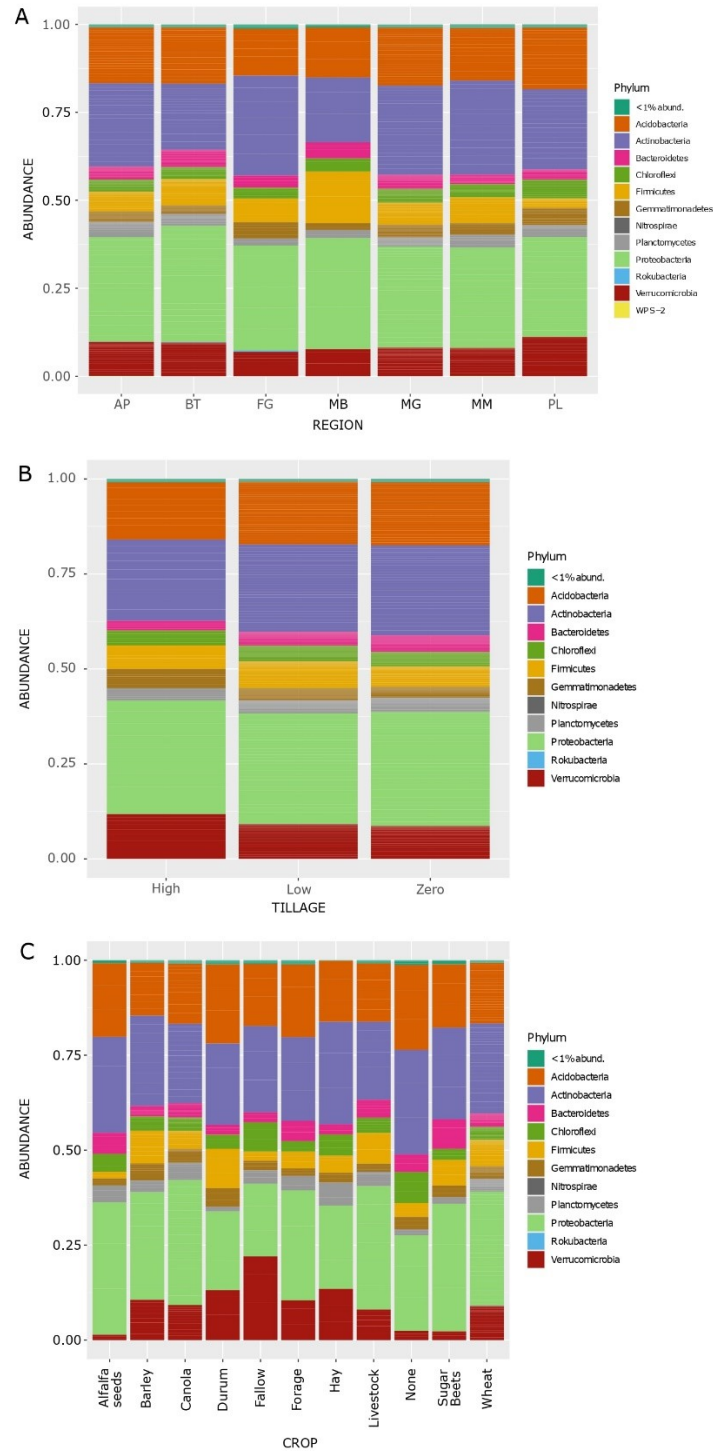 A
1.00
0.75
0.50
0.25
0.00
ABUNDANCE
AP BT FG MB MG MM PL
REGION
Phylum
<1% abund.
Acidobacteria
Actinobacteria
Bacteroidetes
Chloroflexi
Firmicutes
Gemmatimonadetes
Nitrospirae
Planctomycetes
Proteobacteria
Rokubacteria
Verrucomicrobia
WPS-2
B
1.00
0.75
0.50
0.25
0.00
ABUNDANCE
High Low Zero
TILLAGE
Phylum
<1% abund.
Acidobacteria
Actinobacteria
Bacteroidetes
Chloroflexi
Firmicutes
Gemmatimonadetes
Nitrospirae
Planctomycetes
Proteobacteria
Rokubacteria
Verrucomicrobia
C
1.00
0.75
0.50
0.25
0.00
ABUNDANCE
Alfalfa
seeds
Barley
Canola
Durum
Fallow
Forage
Hay
Livestock
None
Sugar
Beets
Wheat
CROP
Phylum
<1% abund.
Acidobacteria
Actinobacteria
Bacteroidetes
Chloroflexi
Firmicutes
Gemmatimonadetes
Nitrospirae
Planctomycetes
Proteobacteria
Rokubacteria
Verrucomicrobia